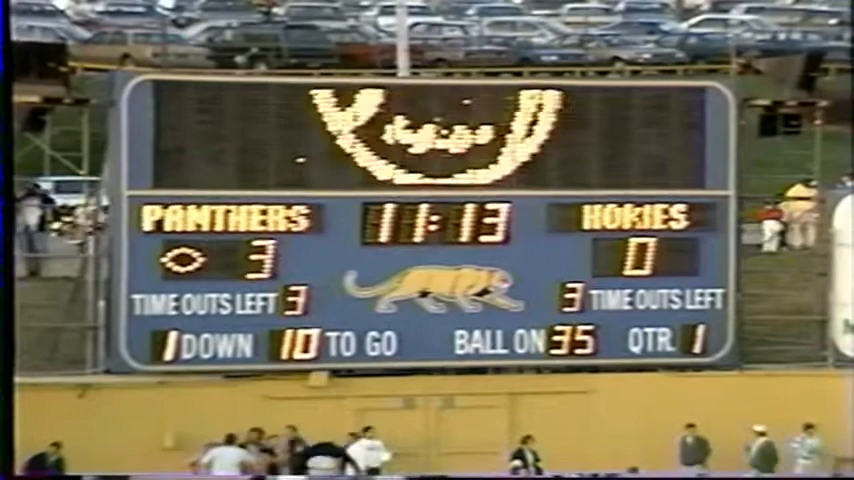 PANTHERS 11:13 HOKIES
3 0
TIME OUTS LEFT 3 3 TIME OUTS LEFT
1 DOWN 10 TO GO BALL ON 35 QTR. 1